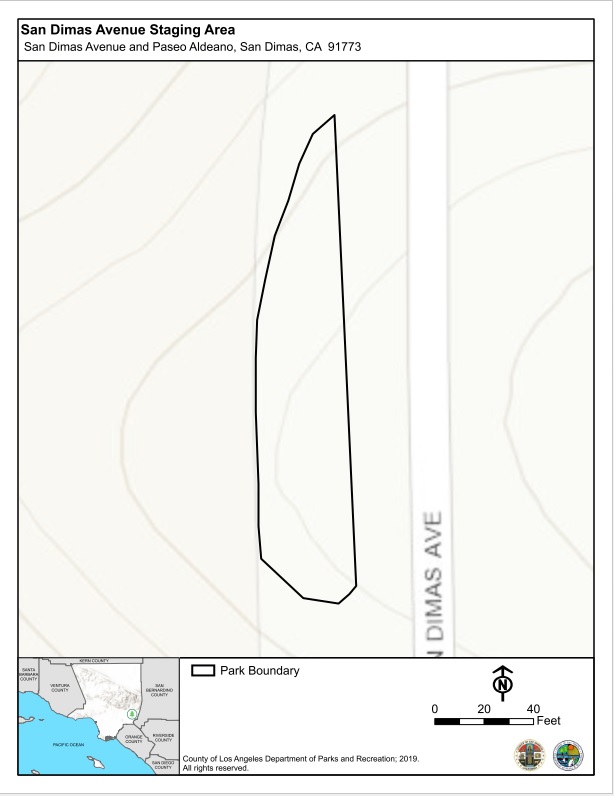 San Dimas Avenue Staging Area
San Dimas Avenue and Paseo Aldeano, San Dimas, CA 91773
N DIMAS AVE
KERN COUNTY
SANTA
BARBARA
COUNTY
VENTURA
COUNTY
SAN
BERNARDINO
COUNTY
ORANGE
COUNTY
RIVERSIDE
COUNTY
PACIFIC OCEAN
SAN DIEGO
COUNTY
Park Boundary
N
0 20 40
Feet
County of Los Angeles Department of Parks and Recreation; 2019.
All rights reserved.